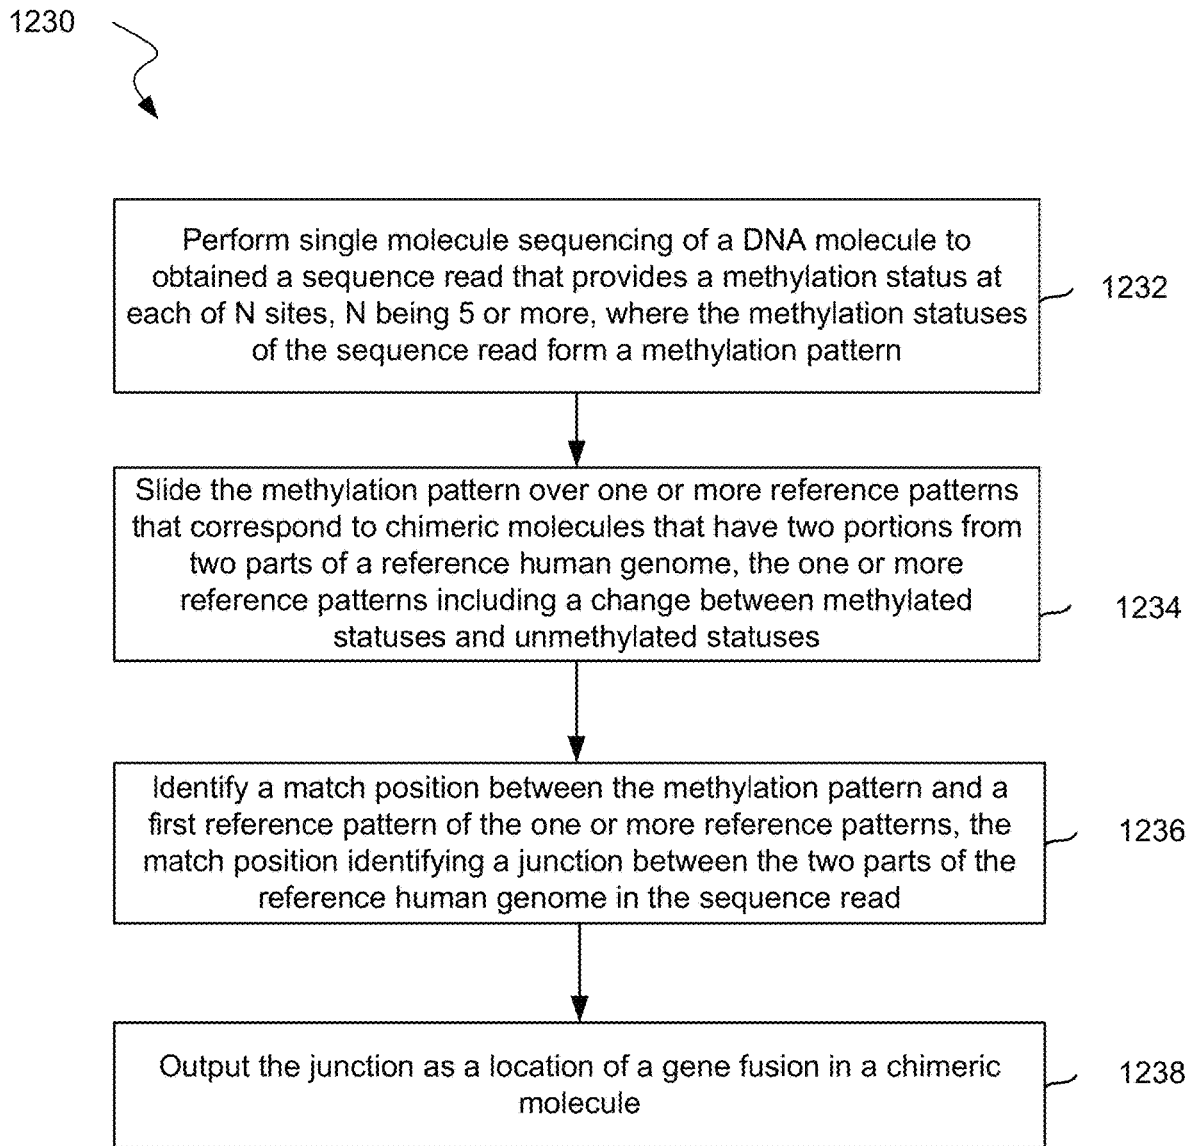 1230
Perform single molecule sequencing of a DNA molecule to
obtained a sequence read that provides a methylation status at
each of N sites, N being 5 or more, where the methylation statuses
of the sequence read form a methylation pattern
1232
Slide the methylation pattern over one or more reference patterns
that correspond to chimeric molecules that have two portions from
two parts of a reference human genome, the one or more
reference patterns including a change between methylated
statuses and unmethylated statuses
1234
Identify a match position between the methylation pattern and a
first reference pattern of the one or more reference patterns, the
match position identifying a junction between the two parts of the
reference human genome in the sequence read
1236
Output the junction as a location of a gene fusion in a chimeric
molecule
1238